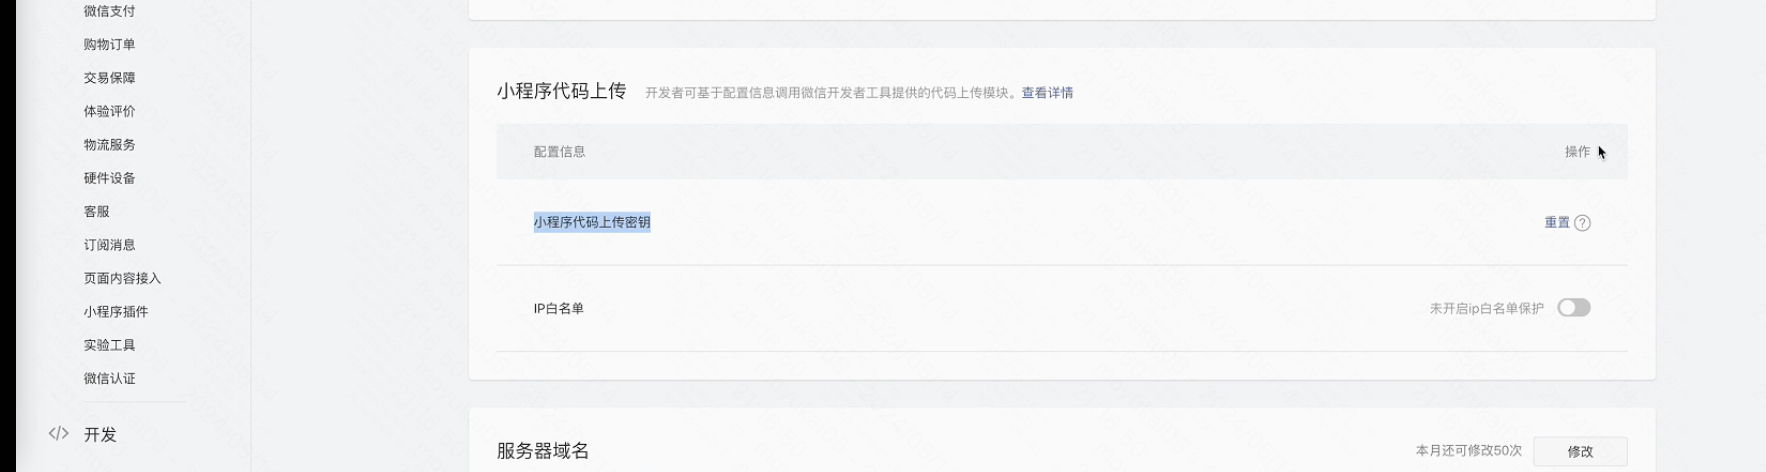 微信支付
购物订单
交易保障
体验评价
物流服务
硬件设备
客服
订阅消息
页面内容接入
小程序插件
实验工具
微信认证
</> 开发
小程序代码上传 开发者可基于配置信息调用微信开发者工具提供的代码上传模块。查看详情
配置信息 操作
小程序代码上传密钥 重置 ?
IP白名单 未开启ip白名单保护
服务器域名 本月还可修改50次 修改